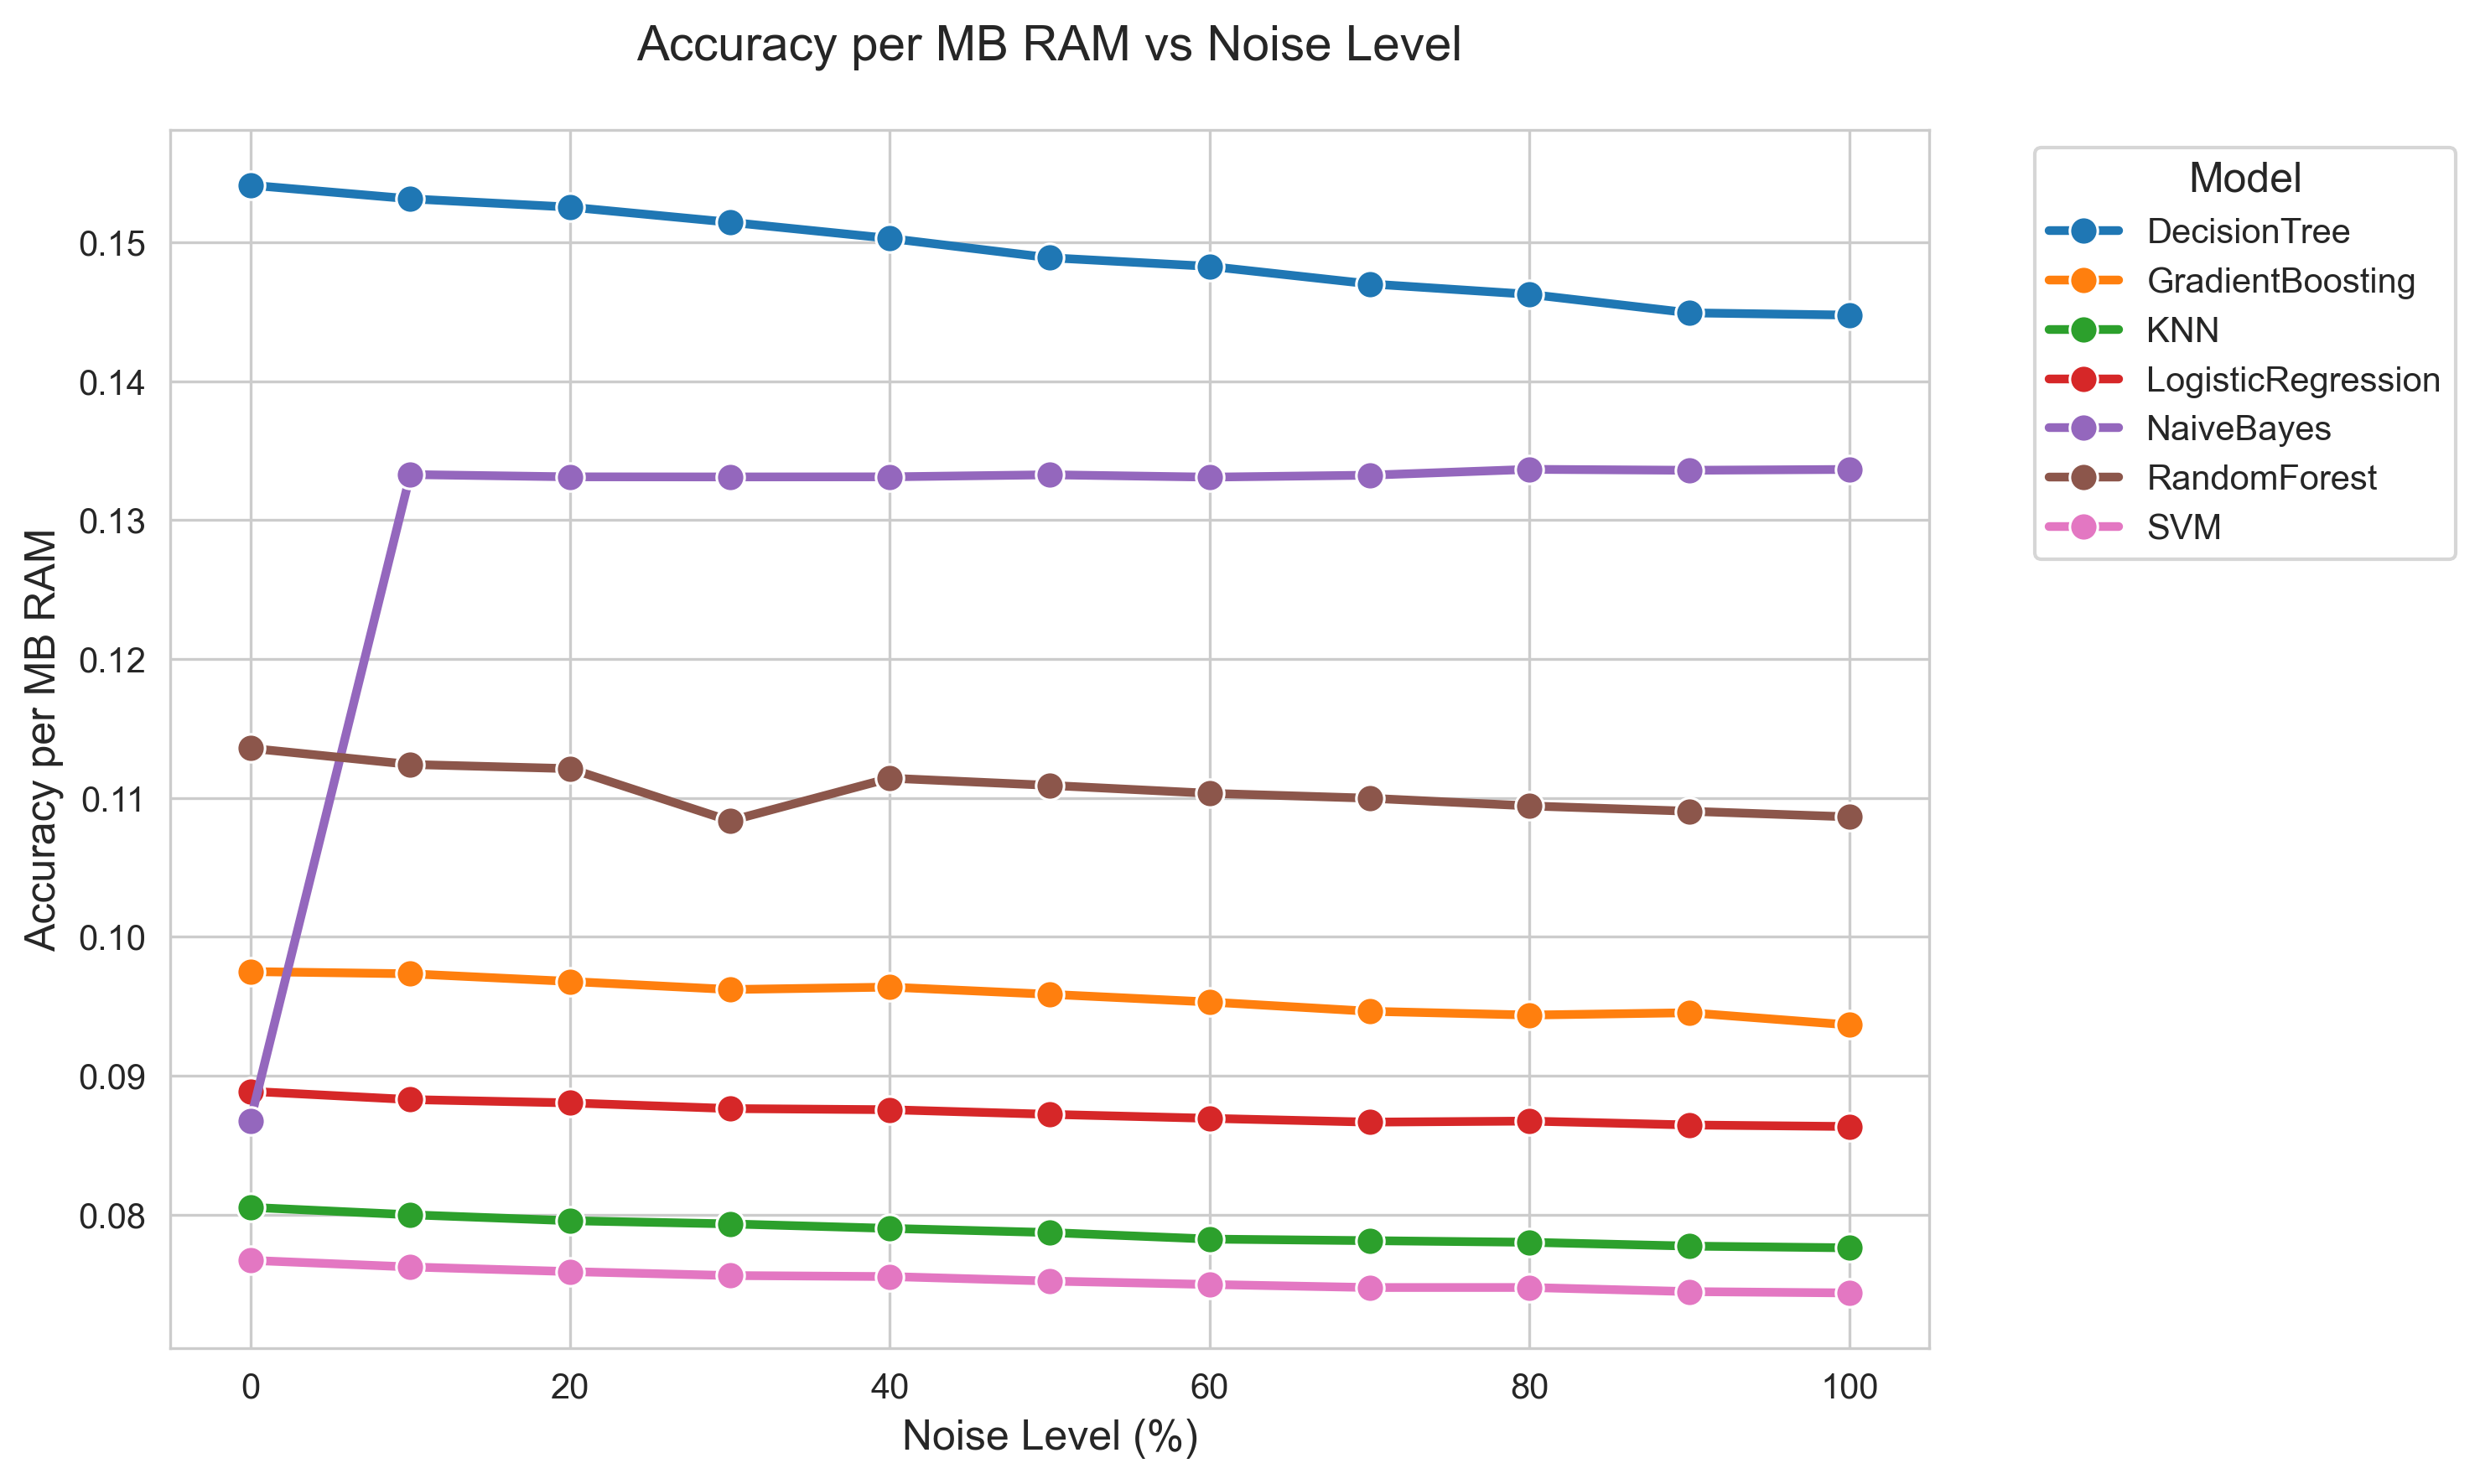 Accuracy per MB RAM vs Noise Level
Accuracy per MB RAM
0.15
0.14
0.13
0.12
0.11
0.10
0.09
0.08
0
20
40
60
80
100
Noise Level (%)
Model
DecisionTree
GradientBoosting
KNN
LogisticRegression
NaiveBayes
RandomForest
SVM